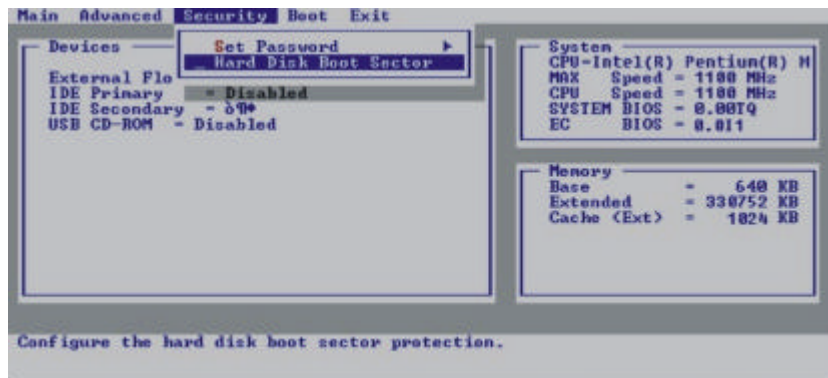 Main Advanced Security Boot Exit
Devices
Set Password
Hard Disk Boot Sector
External Flo
IDE Primary = Disabled
IDE Secondary =
USB CD-ROM = Disabled
System
CPU-Intel(R) Pentium(R) M
MAX Speed = 1100 MHz
CPU Speed = 1100 MHz
SYSTEM BIOS = 0.00TQ
EC BIOS = 0.0I1
Memory
Base = 640 KB
Extended = 330752 KB
Cache (Ext) = 1024 KB
Configure the hard disk boot sector protection.